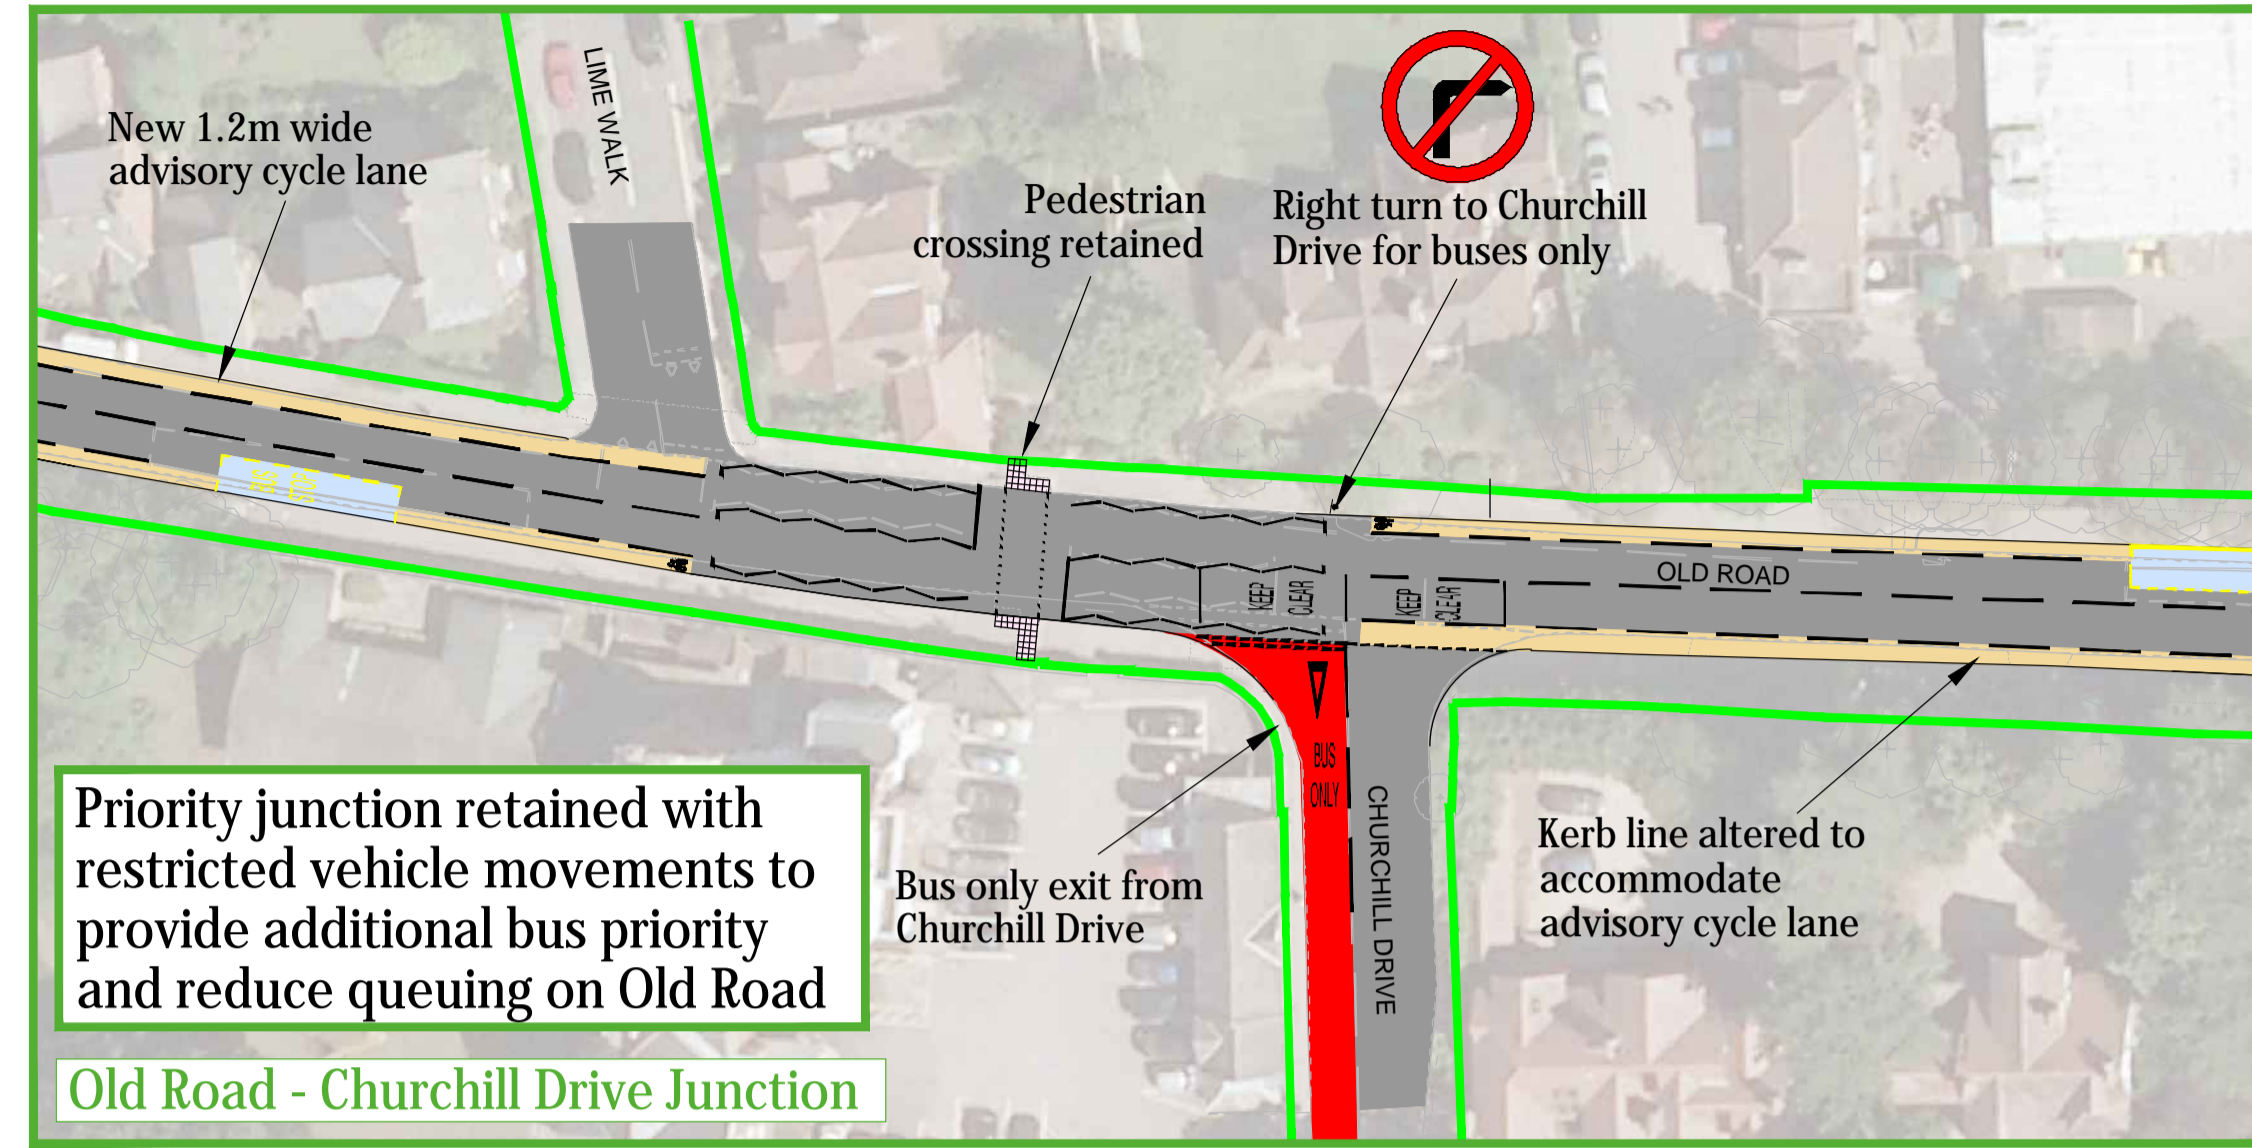 LIME WALK
New 1.2m wide
advisory cycle lane
Pedestrian
crossing retained
Right turn to Churchill
Drive for buses only
BUS
STOP
KEEP
CLEAR
KEEP
CLEAR
OLD ROAD
BUS
ONLY
CHURCHILL DRIVE
Priority junction retained with
restricted vehicle movements to
provide additional bus priority
and reduce queuing on Old Road
Bus only exit from
Churchill Drive
Kerb line altered to
accommodate
advisory cycle lane
Old Road - Churchill Drive Junction